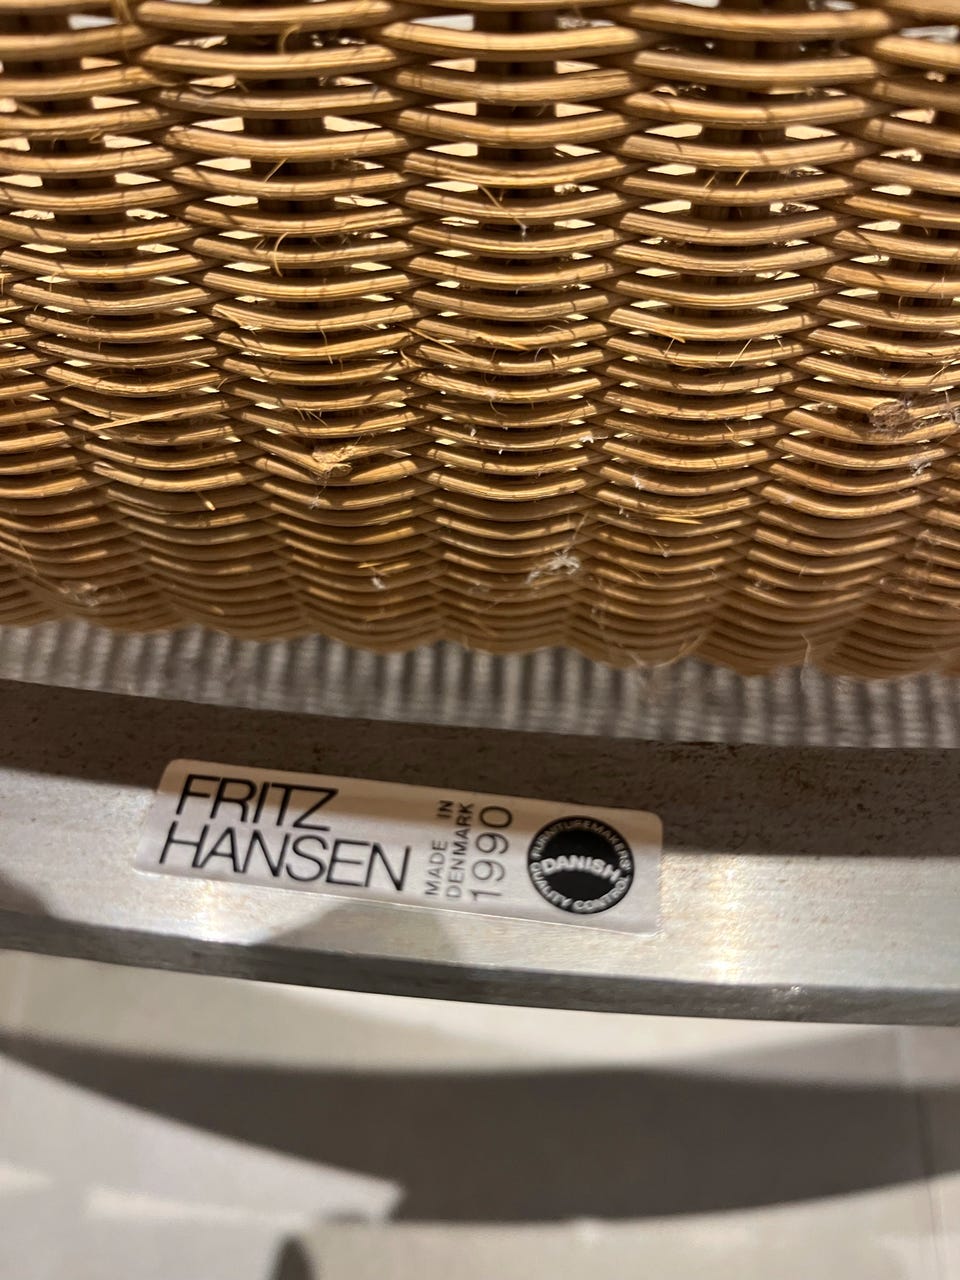 FRITZ
HANSEN
MADE IN
DENMARK
1990
FURNITUREMAKERS'
DANISH
QUALITY CONTROL